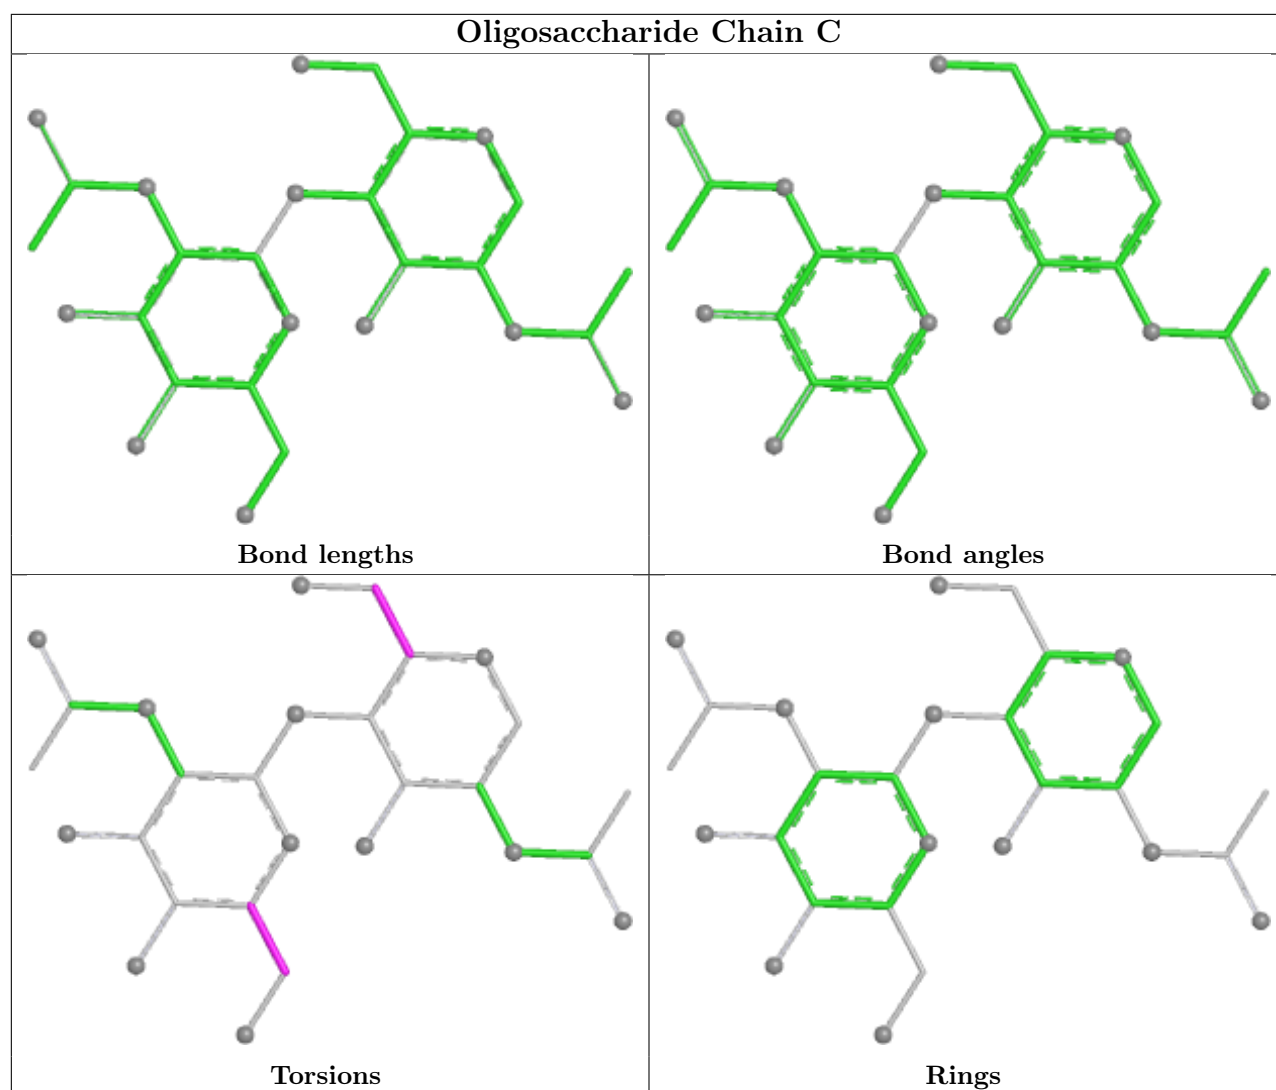 Oligosaccharide Chain C
Bond lengths
Bond angles
Torsions
Rings